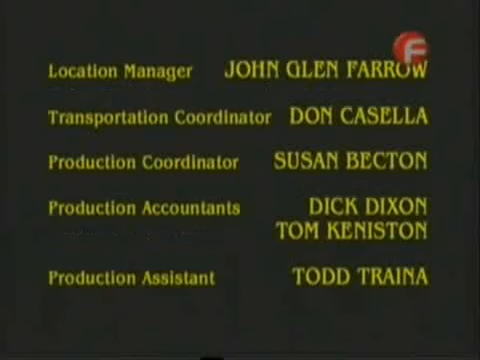 Location Manager JOHN GLEN FARROW
Transportation Coordinator DON CASELLA
Production Coordinator SUSAN BECTON
Production Accountants DICK DIXON
TOM KENISTON
Production Assistant TODD TRAINA